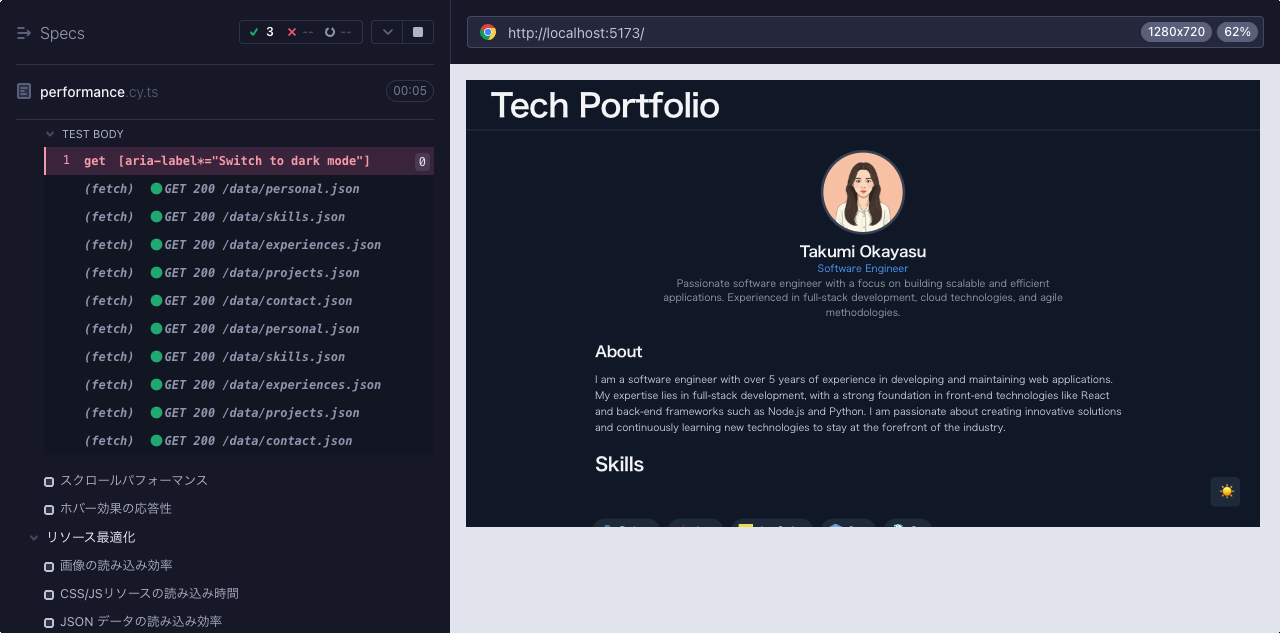 Specs
3 -- --
performance.cy.ts
00:05
TEST BODY
1 get [aria-label*="Switch to dark mode"] 0
(fetch) GET 200 /data/personal.json
(fetch) GET 200 /data/skills.json
(fetch) GET 200 /data/experiences.json
(fetch) GET 200 /data/projects.json
(fetch) GET 200 /data/contact.json
(fetch) GET 200 /data/personal.json
(fetch) GET 200 /data/skills.json
(fetch) GET 200 /data/experiences.json
(fetch) GET 200 /data/projects.json
(fetch) GET 200 /data/contact.json
スクロールパフォーマンス
ホバー効果の応答性
リソース最適化
画像の読み込み効率
CSS/JSリソースの読み込み時間
JSON データの読み込み効率
http://localhost:5173/
1280x720 62%
Tech Portfolio
Takumi Okayasu
Software Engineer
Passionate software engineer with a focus on building scalable and efficient
applications. Experienced in full-stack development, cloud technologies, and agile
methodologies.
About
I am a software engineer with over 5 years of experience in developing and maintaining web applications.
My expertise lies in full-stack development, with a strong foundation in front-end technologies like React
and back-end frameworks such as Node.js and Python. I am passionate about creating innovative solutions
and continuously learning new technologies to stay at the forefront of the industry.
Skills